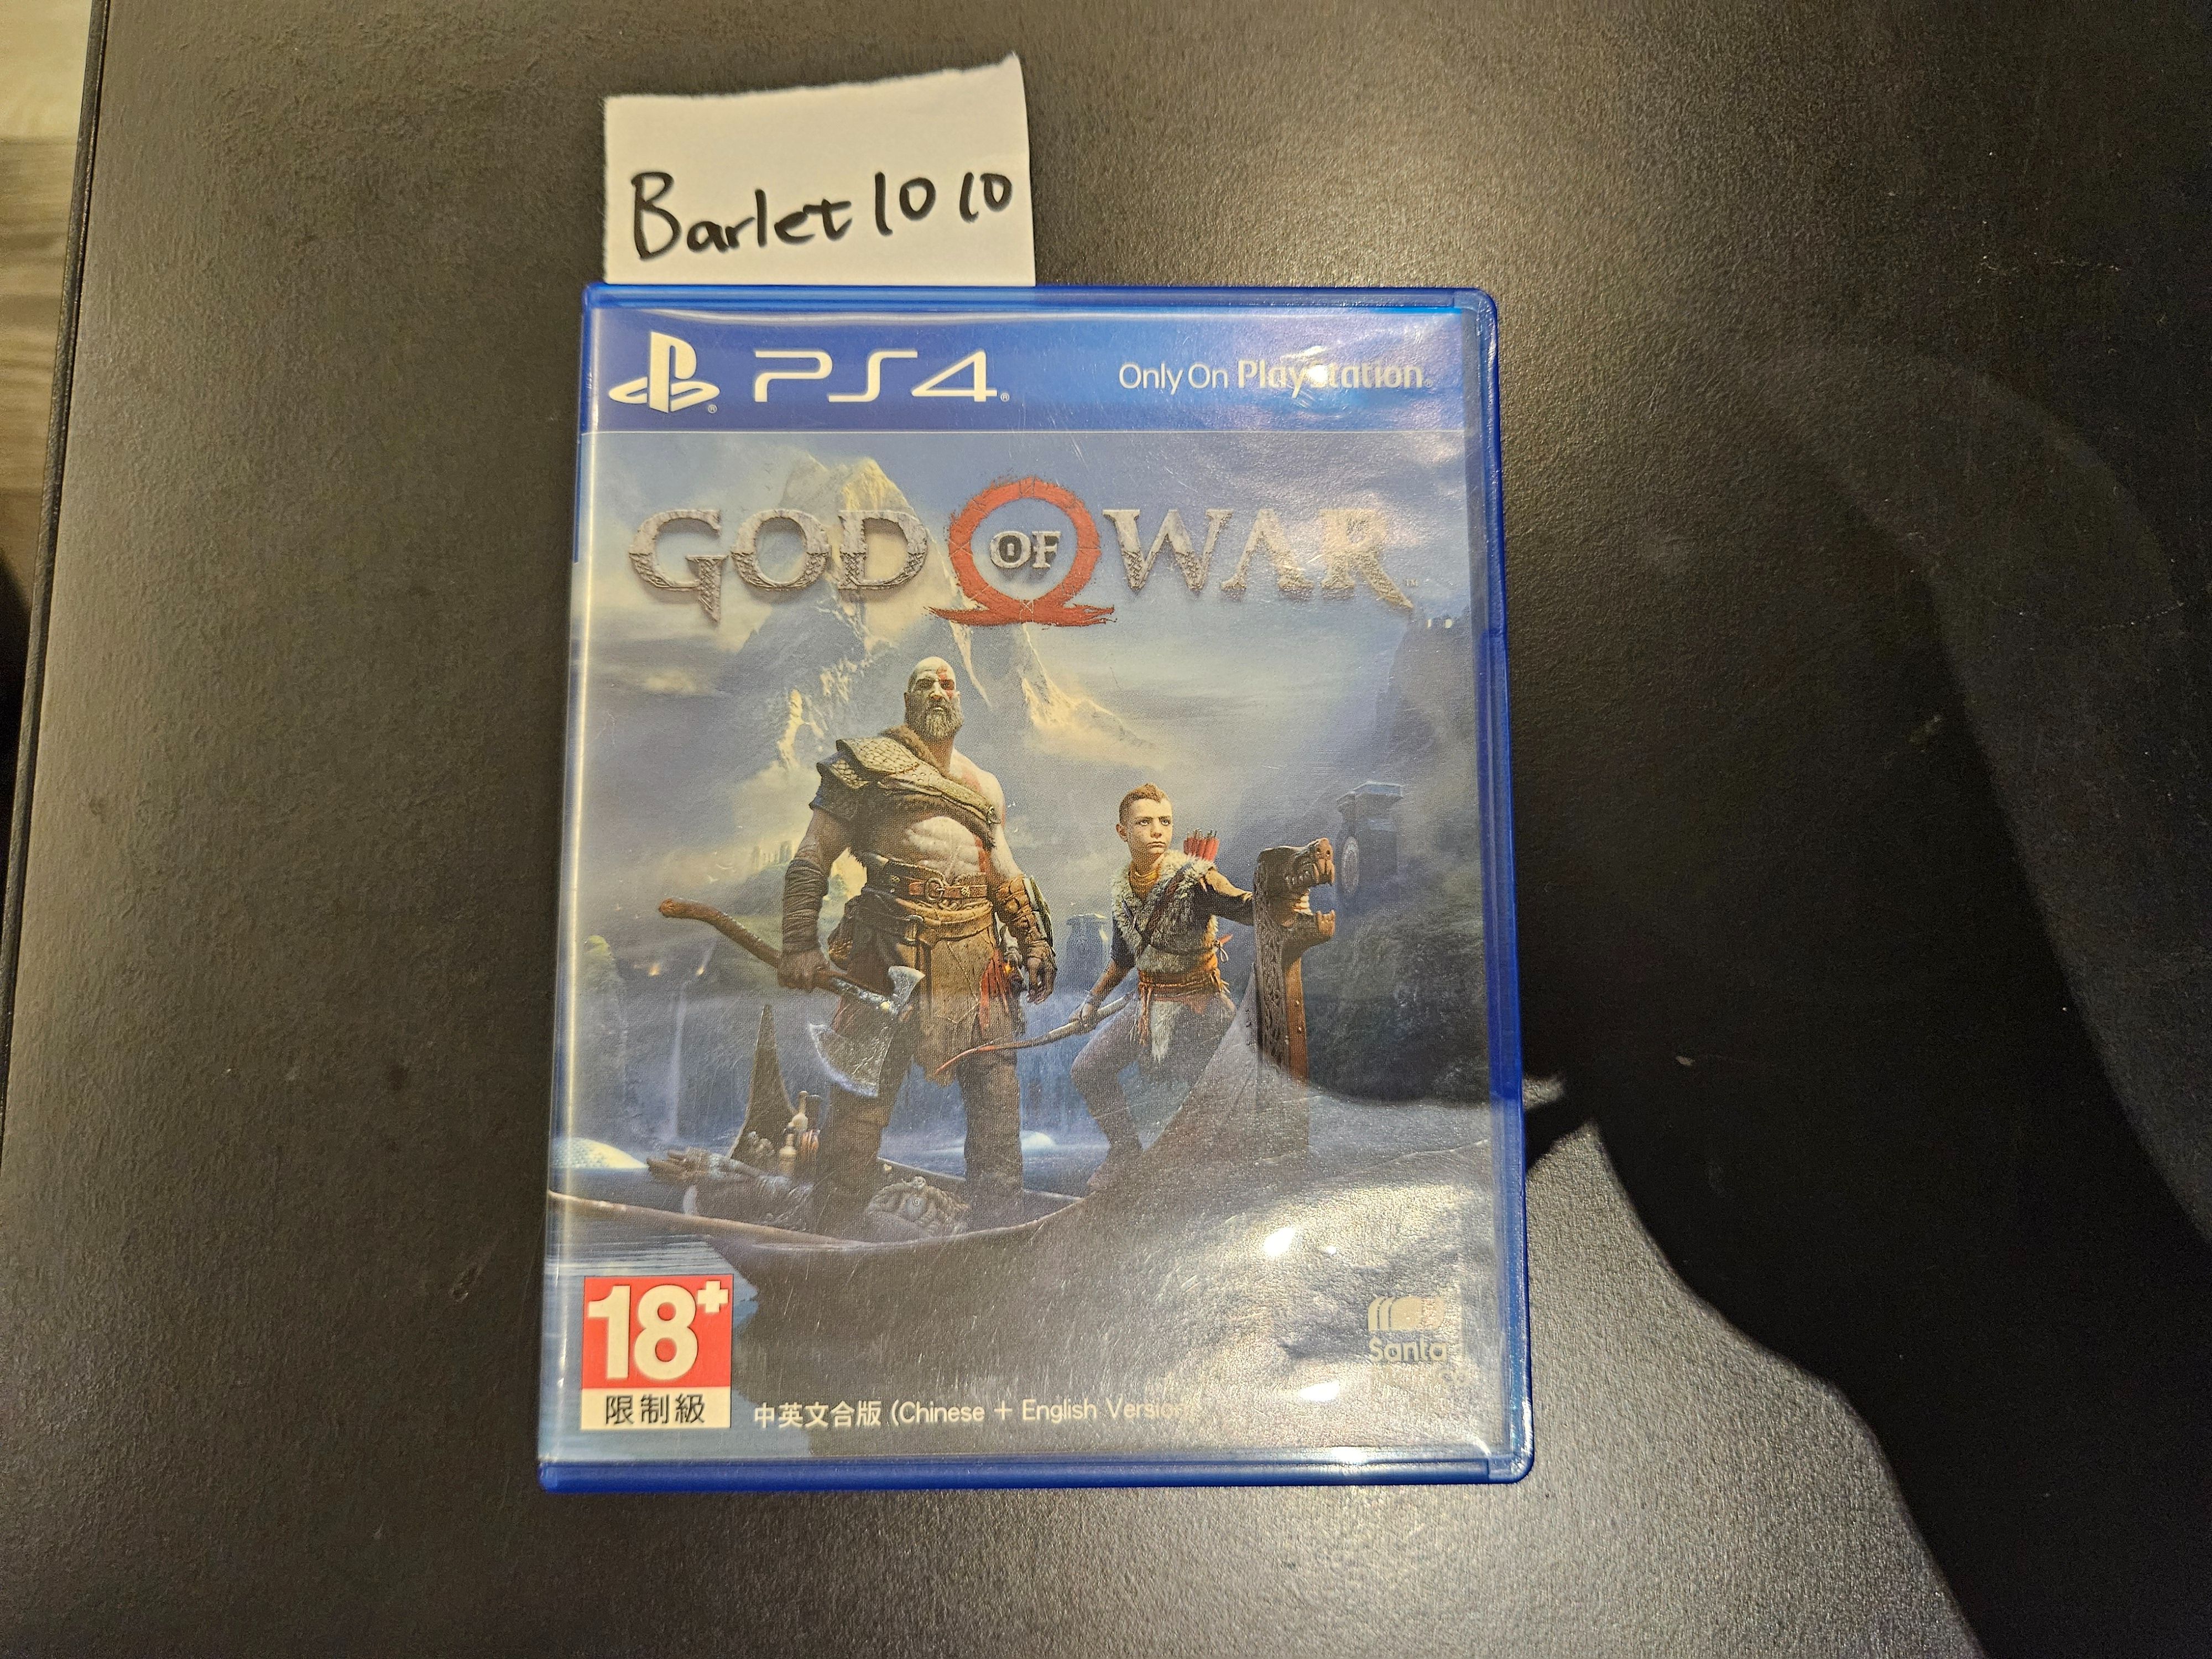 Barlet1010
PS4
Only On PlayStation
GOD OF WAR
18+
限制級
中英文合版 (Chinese + English Version
Santa